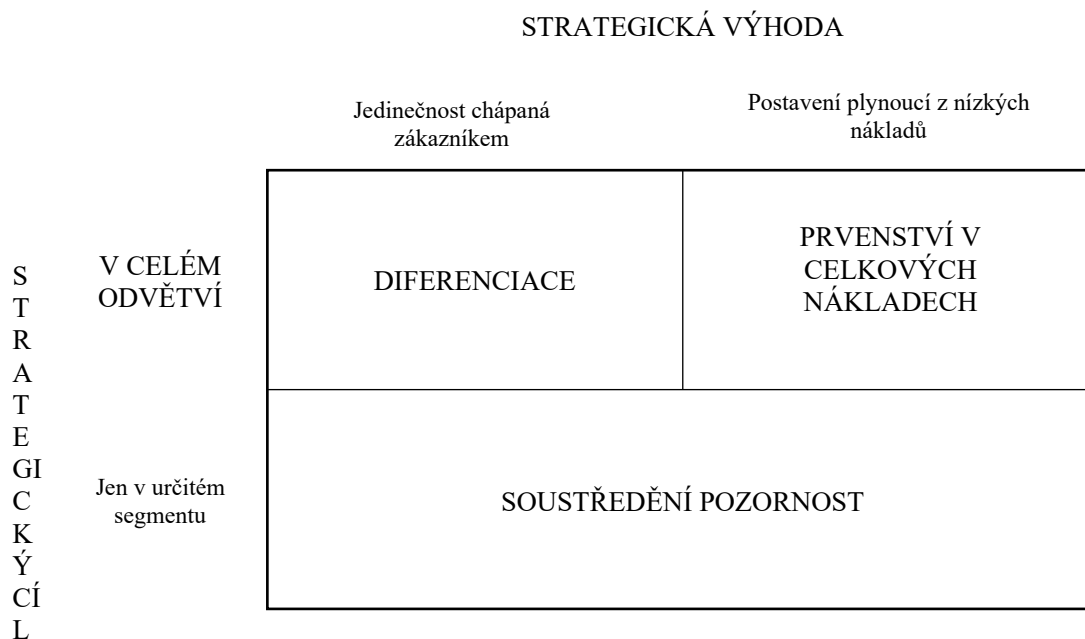 STRATEGICKÁ VÝHODA
Jedinečnost chápaná
zákazníkem
Postavení plynoucí z nízkých
nákladů
S
T
R
A
T
E
GI
C
K
Ý
CÍ
L
V CELÉM
ODVĚTVÍ
DIFERENCIACE
PRVENSTVÍ V
CELKOVÝCH
NÁKLADECH
Jen v určitém
segmentu
SOUSTŘEDĚNÍ POZORNOST